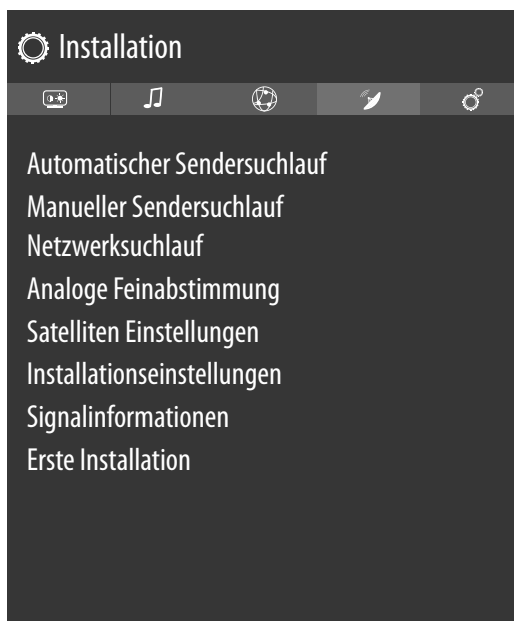 Installation
Automatischer Sendersuchlauf
Manueller Sendersuchlauf
Netzwerksuchlauf
Analoge Feinabstimmung
Satelliten Einstellungen
Installationseinstellungen
Signalinformationen
Erste Installation